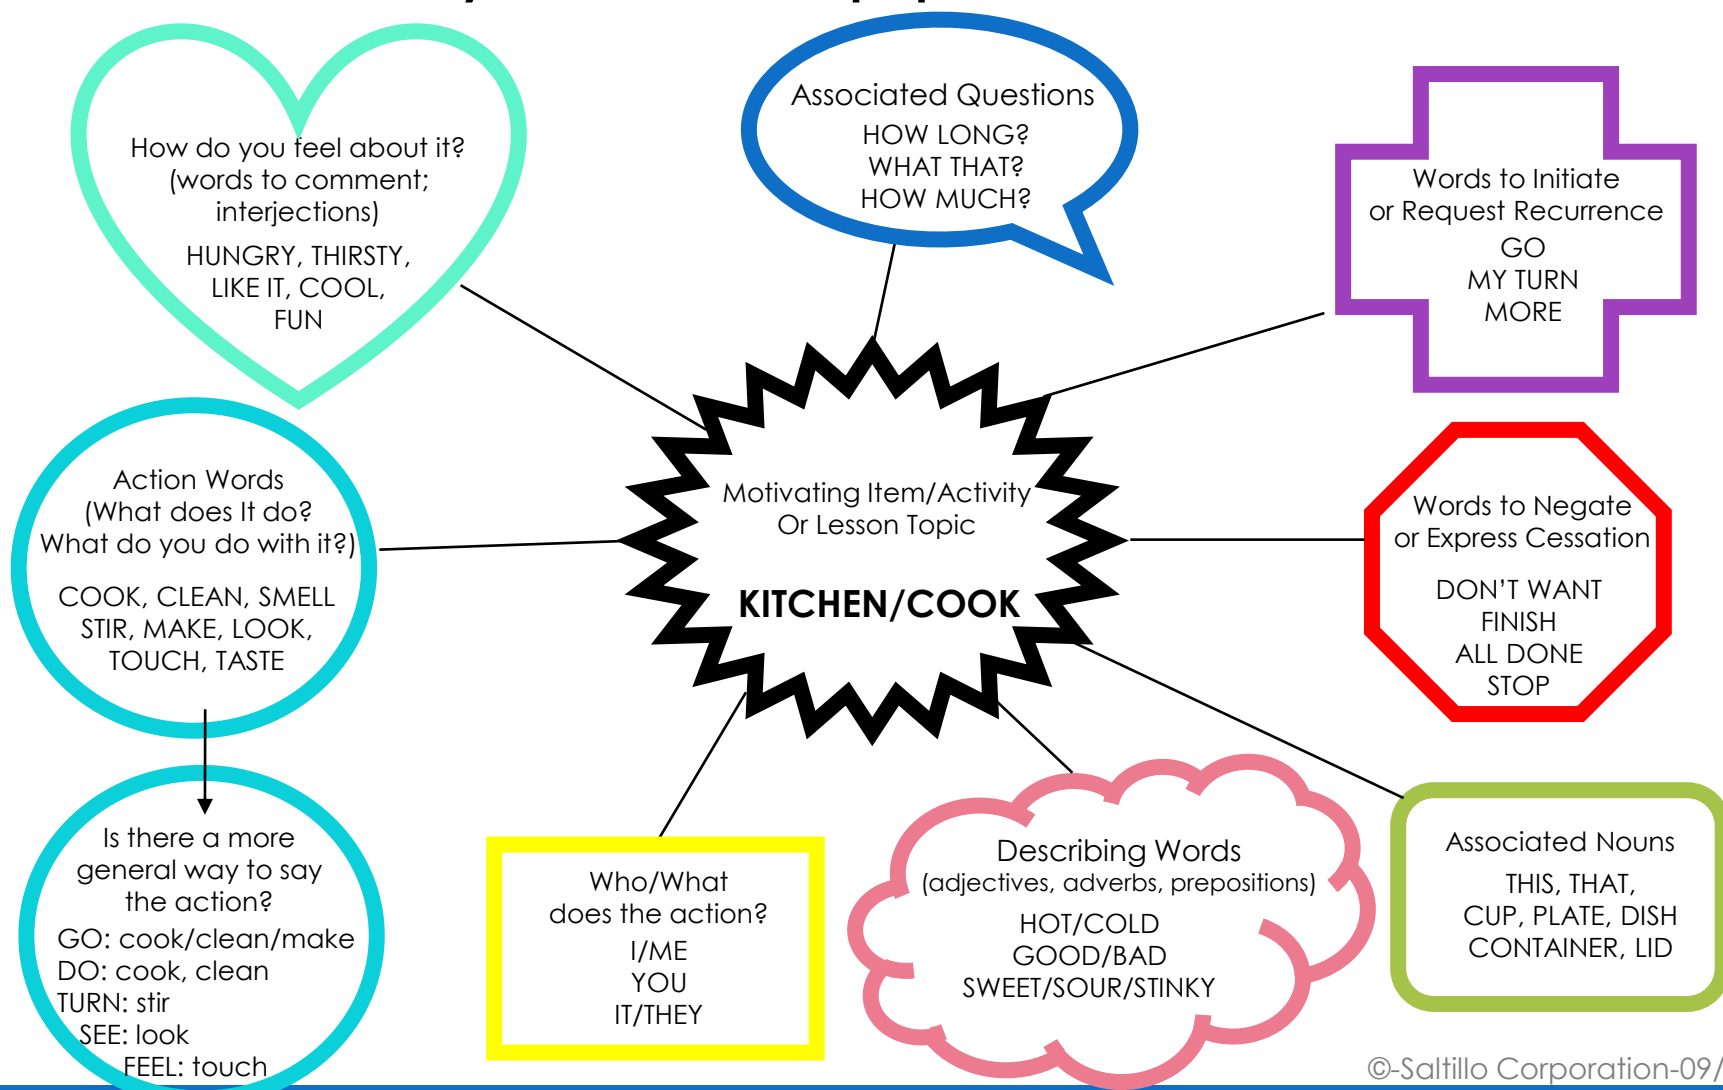 How do you feel about it?
(words to comment;
interjections)
HUNGRY, THIRSTY,
LIKE IT, COOL,
FUN
Associated Questions
HOW LONG?
WHAT THAT?
HOW MUCH?
Words to Initiate
or Request Recurrence
GO
MY TURN
MORE
Action Words
(What does It do?
What do you do with it?)
COOK, CLEAN, SMELL
STIR, MAKE, LOOK,
TOUCH, TASTE
Motivating Item/Activity
Or Lesson Topic
KITCHEN/COOK
Words to Negate
or Express Cessation
DON'T WANT
FINISH
ALL DONE
STOP
Is there a more
general way to say
the action?
GO: cook/clean/make
DO: cook, clean
TURN: stir
SEE: look
FEEL: touch
Who/What
does the action?
I/ME
YOU
IT/THEY
Describing Words
(adjectives, adverbs, prepositions)
HOT/COLD
GOOD/BAD
SWEET/SOUR/STINKY
Associated Nouns
THIS, THAT,
CUP, PLATE, DISH
CONTAINER, LID
©-Saltillo Corporation-09/